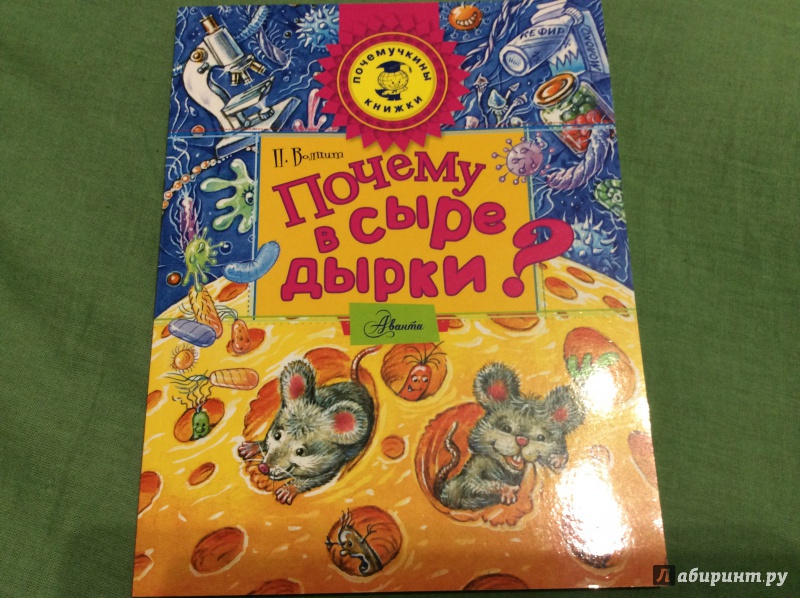 ПОЧЕМУЧКИНЫ
КНИЖКИ
КЕФИР
П. Волцит
Почему
в сыре
дырки?
Аванта
Лабиринт.ру